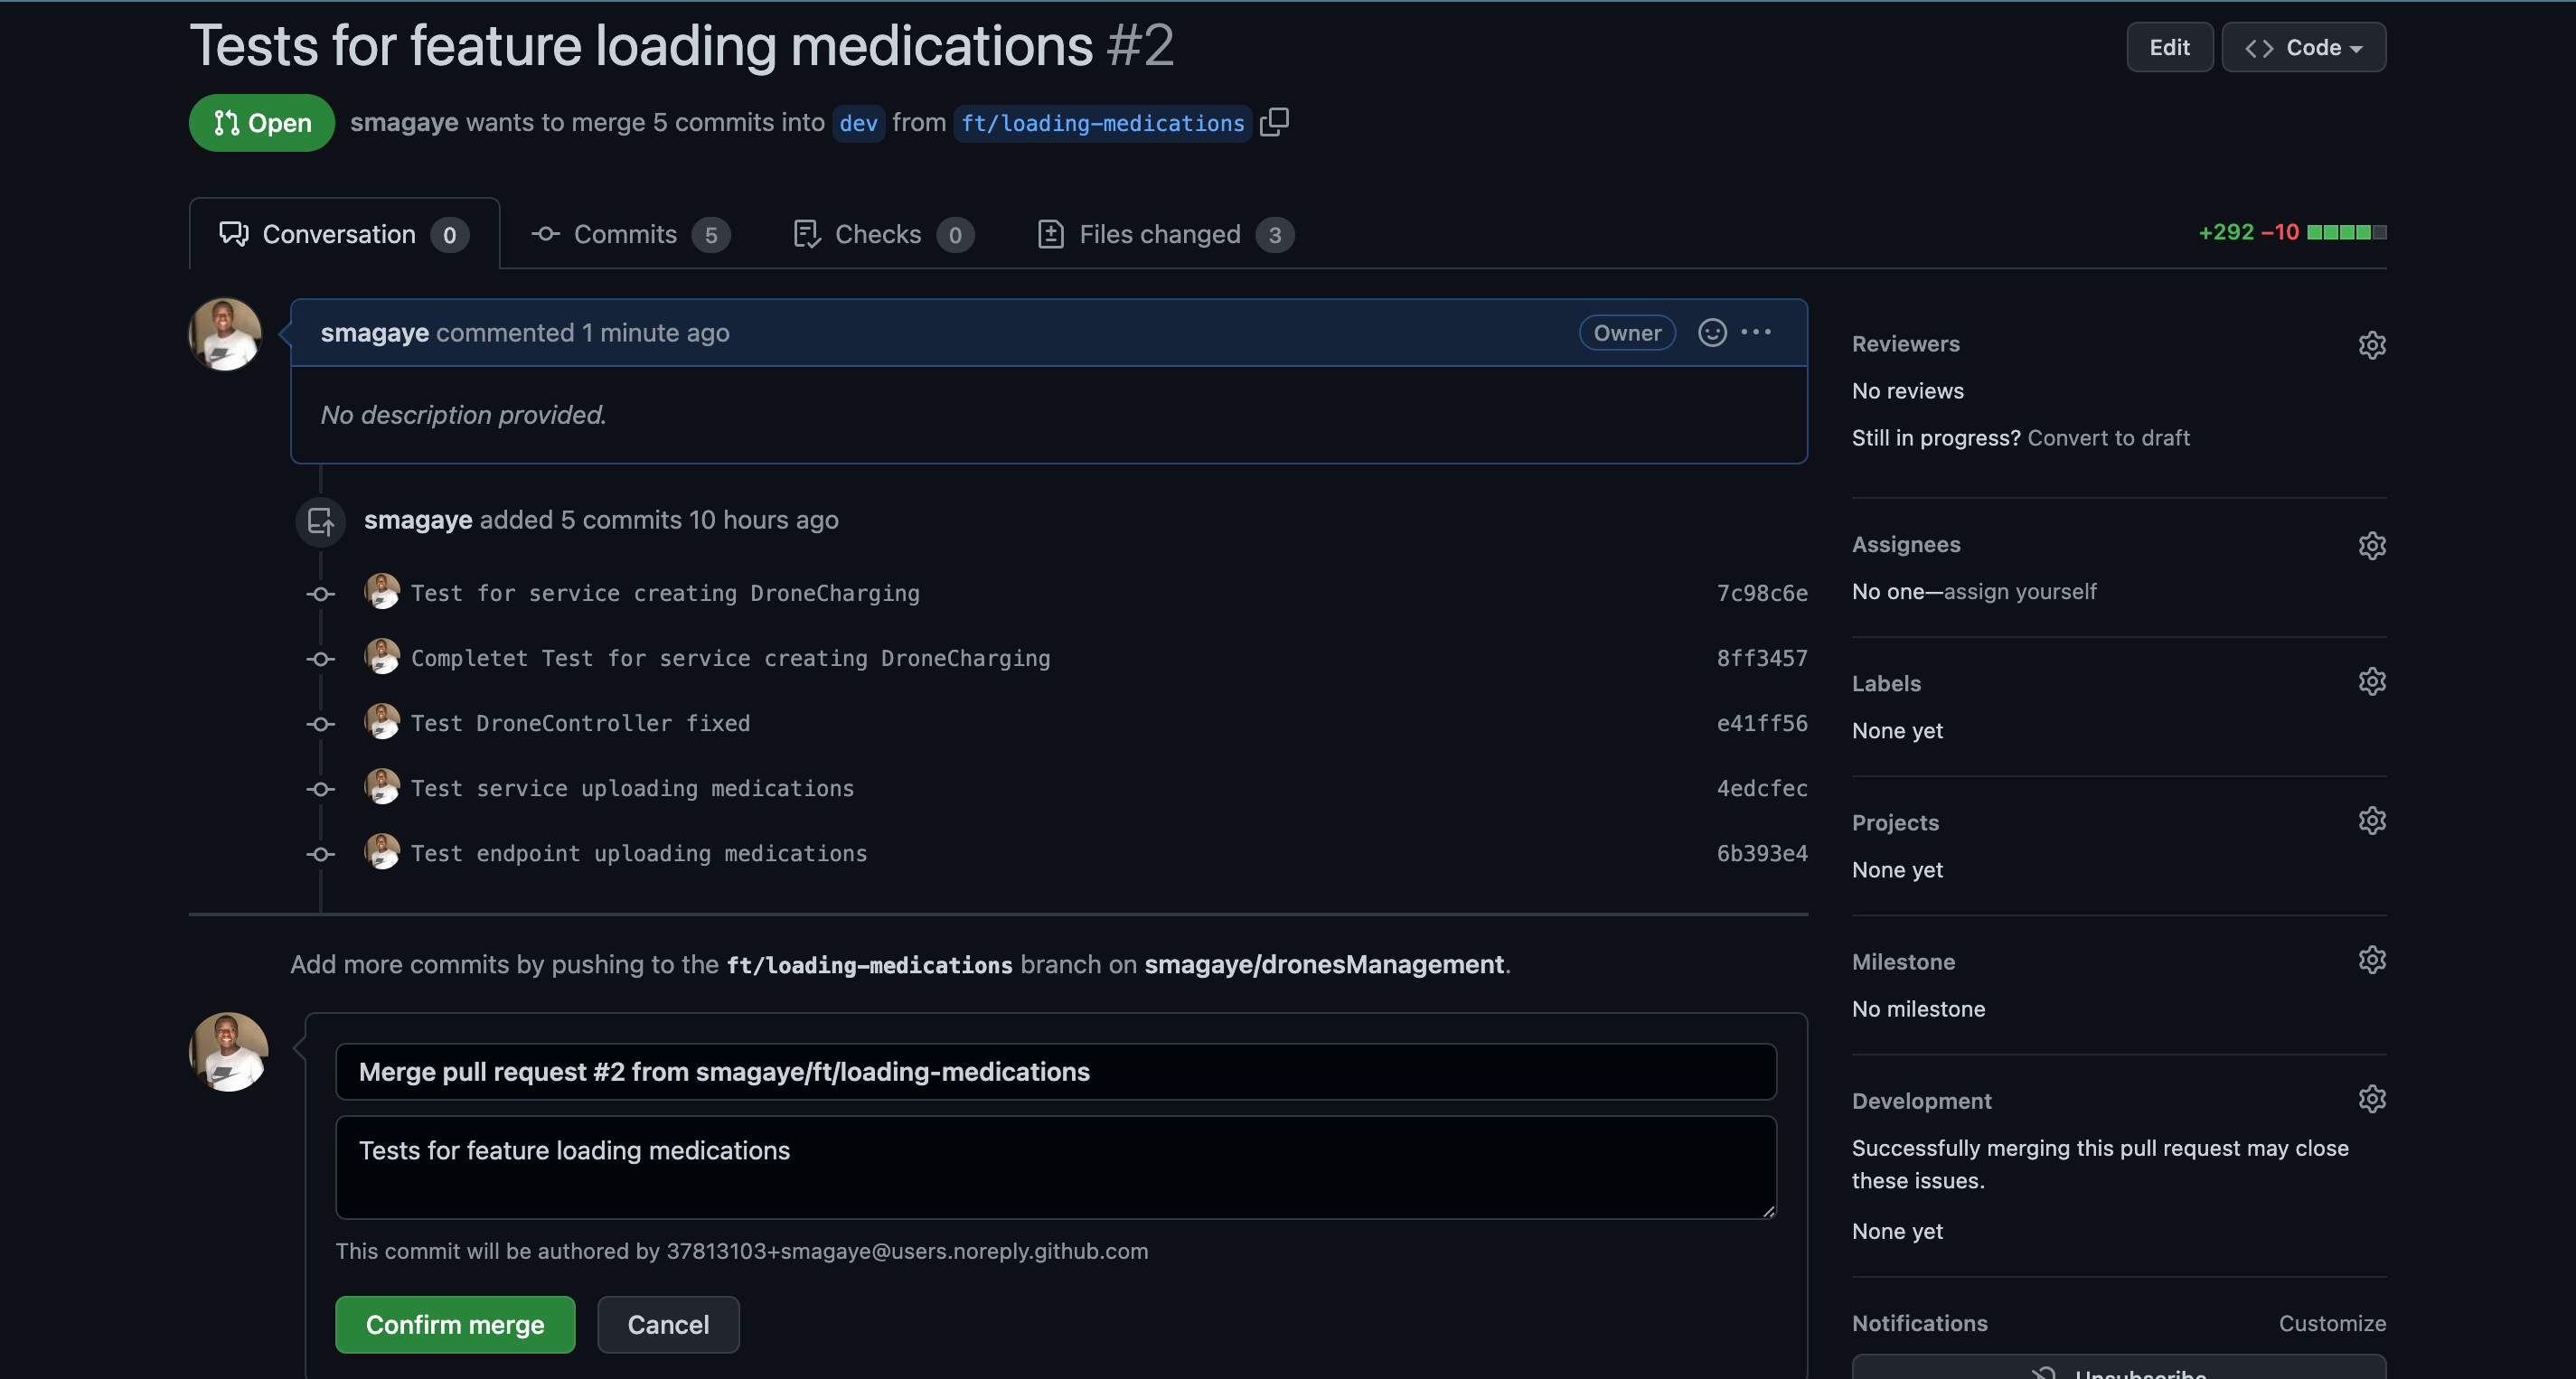 Tests for feature loading medications #2
Edit
Code
Open
smagaye wants to merge 5 commits into dev from ft/loading-medications
Conversation 0
Commits 5
Checks 0
Files changed 3
+292 −10
smagaye commented 1 minute ago
Owner
No description provided.
smagaye added 5 commits 10 hours ago
Test for service creating DroneCharging 7c98c6e
Completet Test for service creating DroneCharging 8ff3457
Test DroneController fixed e41ff56
Test service uploading medications 4edcfec
Test endpoint uploading medications 6b393e4
Add more commits by pushing to the ft/loading-medications branch on smagaye/dronesManagement.
Merge pull request #2 from smagaye/ft/loading-medications
Tests for feature loading medications
This commit will be authored by 37813103+smagaye@users.noreply.github.com
Confirm merge
Cancel
Reviewers
No reviews
Still in progress? Convert to draft
Assignees
No one—assign yourself
Labels
None yet
Projects
None yet
Milestone
No milestone
Development
Successfully merging this pull request may close
these issues.
None yet
Notifications
Customize
Unsubscribe